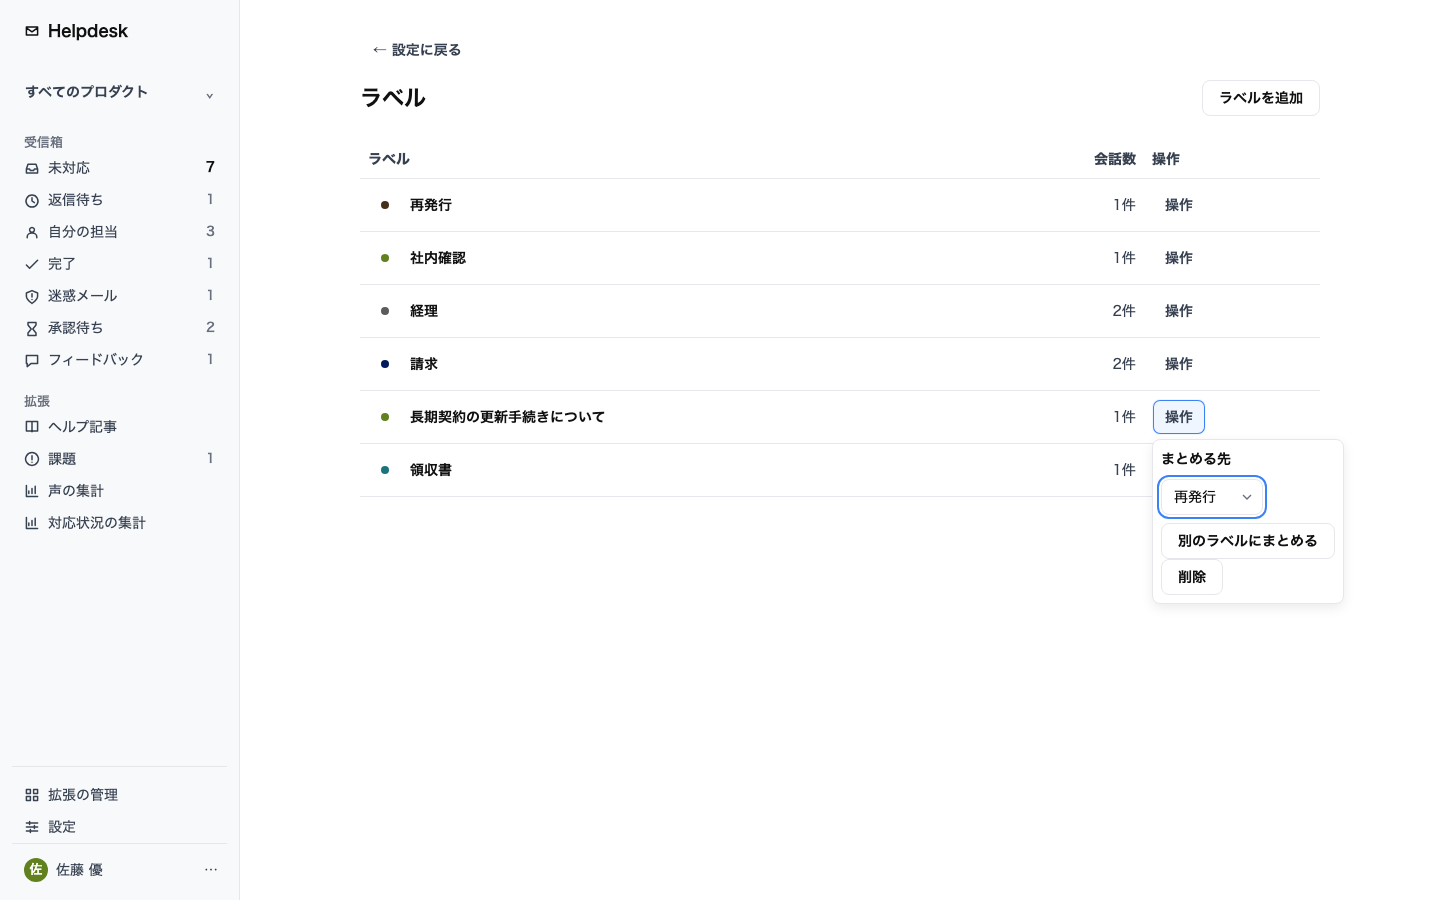 Helpdesk
すべてのプロダクト
受信箱
未対応 7
返信待ち 1
自分の担当 3
完了 1
迷惑メール 1
承認待ち 2
フィードバック 1
拡張
ヘルプ記事
課題 1
声の集計
対応状況の集計
拡張の管理
設定
佐 佐藤 優 …
← 設定に戻る
ラベル
ラベルを追加
ラベル 会話数 操作
再発行 1件 操作
社内確認 1件 操作
経理 2件 操作
請求 2件 操作
長期契約の更新手続きについて 1件 操作
領収書 1件
まとめる先
再発行
別のラベルにまとめる
削除